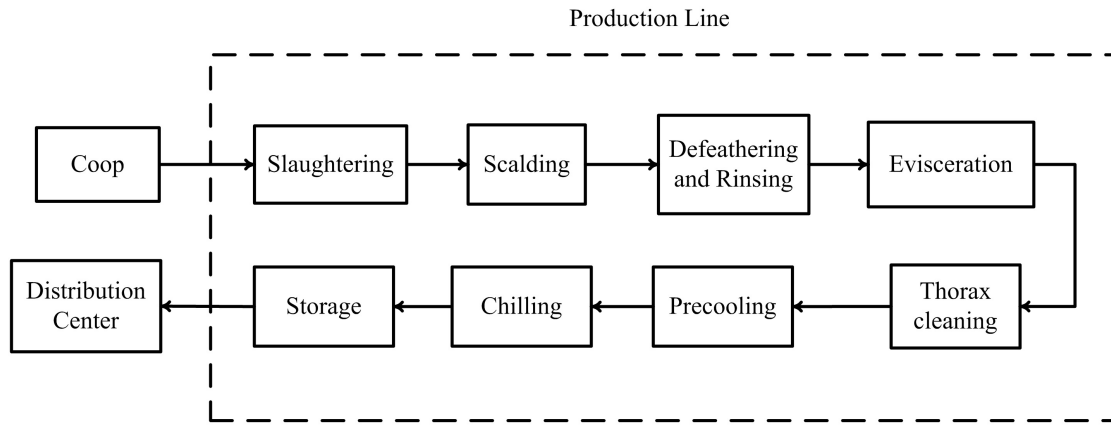 Production Line
Coop
Slaughtering
Scalding
Defeathering
and Rinsing
Evisceration
Thorax
cleaning
Precooling
Chilling
Storage
Distribution
Center